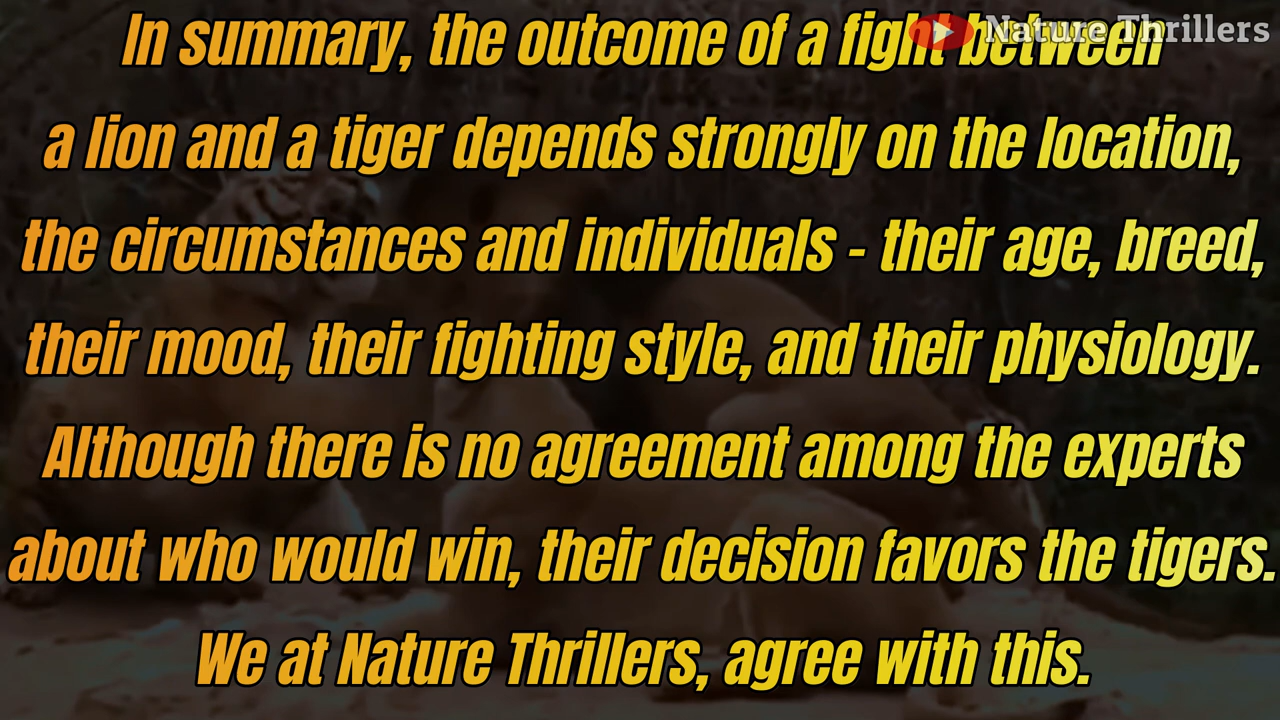 In summary, the outcome of a fight between
Nature Thrillers
a lion and a tiger depends strongly on the location,
the circumstances and individuals - their age, breed,
their mood, their fighting style, and their physiology.
Although there is no agreement among the experts
about who would win, their decision favors the tigers.
We at Nature Thrillers, agree with this.